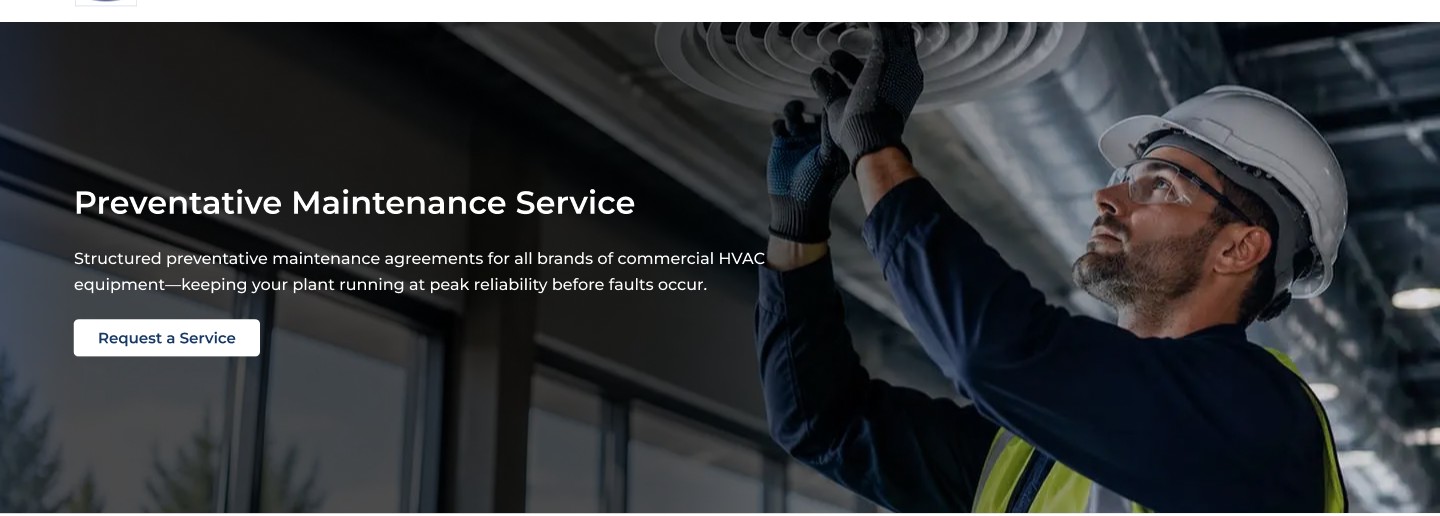 Preventative Maintenance Service
Structured preventative maintenance agreements for all brands of commercial HVAC
equipment—keeping your plant running at peak reliability before faults occur.
Request a Service